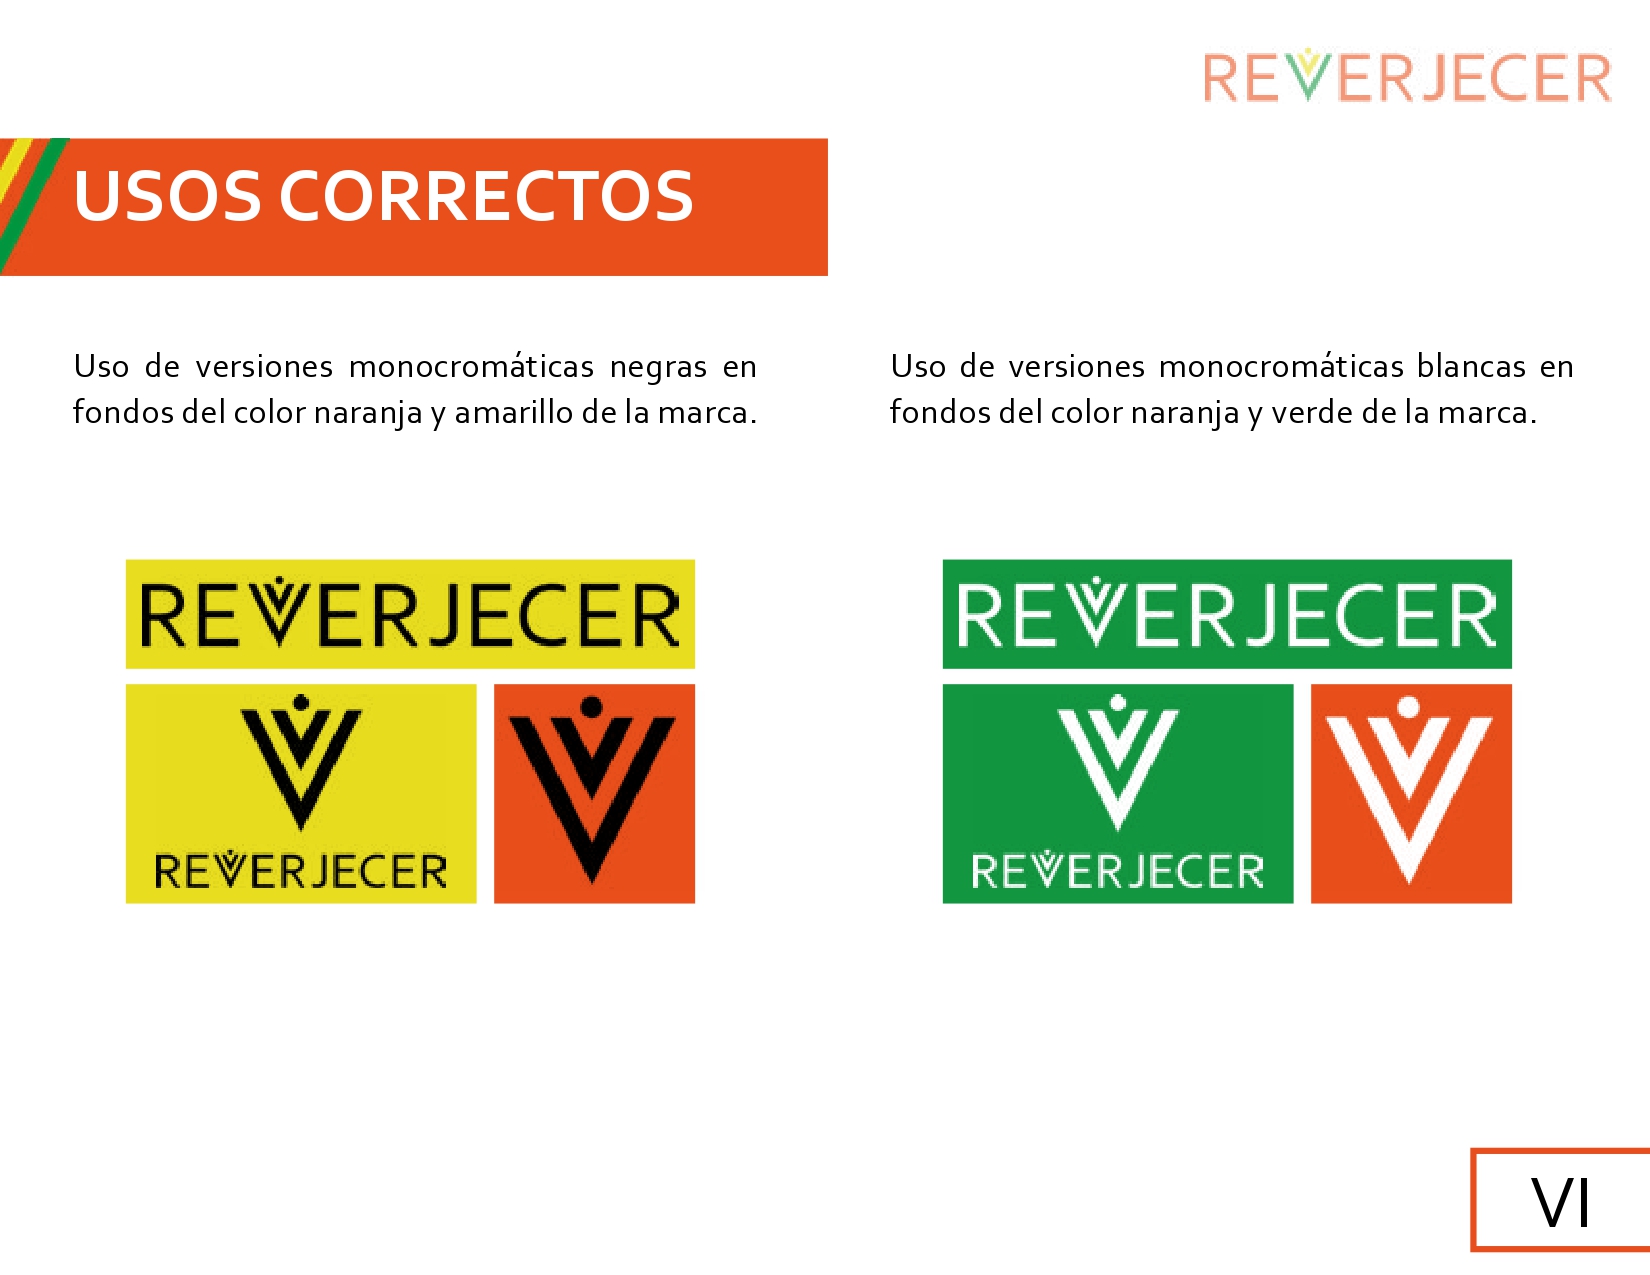 REVERJECER
USOS CORRECTOS
Uso de versiones monocromáticas negras en
fondos del color naranja y amarillo de la marca.
Uso de versiones monocromáticas blancas en
fondos del color naranja y verde de la marca.
REVERJECER
REVERJECER
REVERJECER
REVERJECER
VI